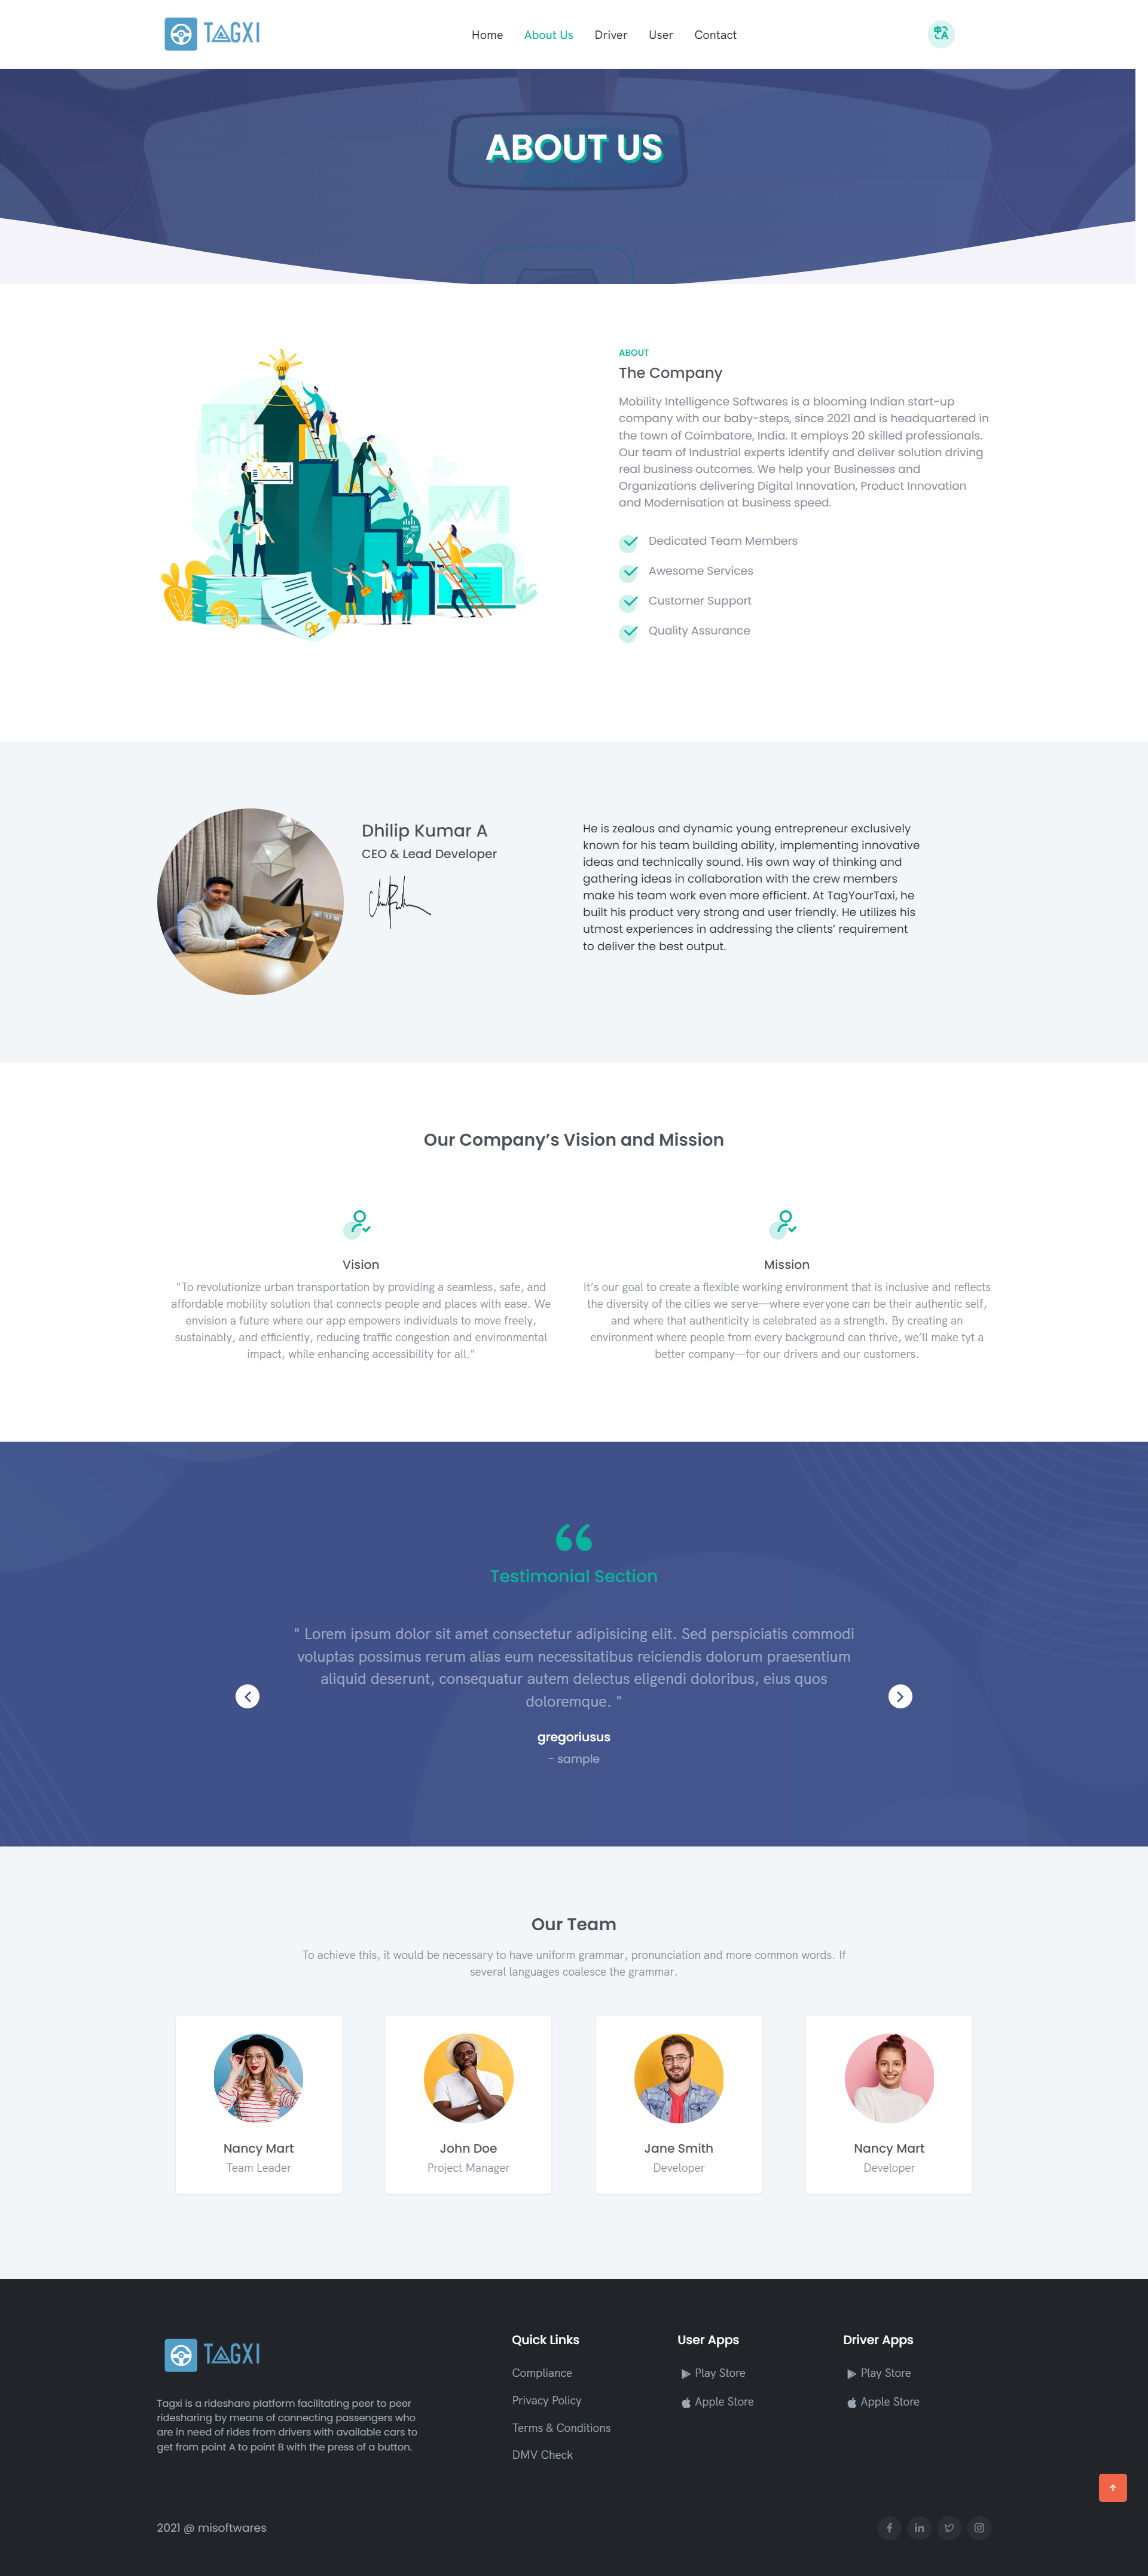 TAGXI
Home About Us Driver User Contact
ABOUT US
ABOUT
The Company
Mobility Intelligence Softwares is a blooming Indian start-up
company with our baby-steps, since 2021 and is headquartered in
the town of Coimbatore, India. It employs 20 skilled professionals.
Our team of Industrial experts identify and deliver solution driving
real business outcomes. We help your Businesses and
Organizations delivering Digital Innovation, Product Innovation
and Modernisation at business speed.
Dedicated Team Members
Awesome Services
Customer Support
Quality Assurance
Dhilip Kumar A
CEO & Lead Developer
He is zealous and dynamic young entrepreneur exclusively
known for his team building ability, implementing innovative
ideas and technically sound. His own way of thinking and
gathering ideas in collaboration with the crew members
make his team work even more efficient. At TagYourTaxi, he
built his product very strong and user friendly. He utilizes his
utmost experiences in addressing the clients’ requirement
to deliver the best output.
Our Company’s Vision and Mission
Vision
"To revolutionize urban transportation by providing a seamless, safe, and
affordable mobility solution that connects people and places with ease. We
envision a future where our app empowers individuals to move freely,
sustainably, and efficiently, reducing traffic congestion and environmental
impact, while enhancing accessibility for all."
Mission
It’s our goal to create a flexible working environment that is inclusive and reflects
the diversity of the cities we serve—where everyone can be their authentic self,
and where that authenticity is celebrated as a strength. By creating an
environment where people from every background can thrive, we’ll make tyt a
better company—for our drivers and our customers.
Testimonial Section
" Lorem ipsum dolor sit amet consectetur adipisicing elit. Sed perspiciatis commodi
voluptas possimus rerum alias eum necessitatibus reiciendis dolorum praesentium
aliquid deserunt, consequatur autem delectus eligendi doloribus, eius quos
doloremque. "
gregoriusus
- sample
Our Team
To achieve this, it would be necessary to have uniform grammar, pronunciation and more common words. If
several languages coalesce the grammar.
Nancy Mart
Team Leader
John Doe
Project Manager
Jane Smith
Developer
Nancy Mart
Developer
TAGXI
Tagxi is a rideshare platform facilitating peer to peer
ridesharing by means of connecting passengers who
are in need of rides from drivers with available cars to
get from point A to point B with the press of a button.
Quick Links
Compliance
Privacy Policy
Terms & Conditions
DMV Check
User Apps
Play Store
Apple Store
Driver Apps
Play Store
Apple Store
2021 @ misoftwares